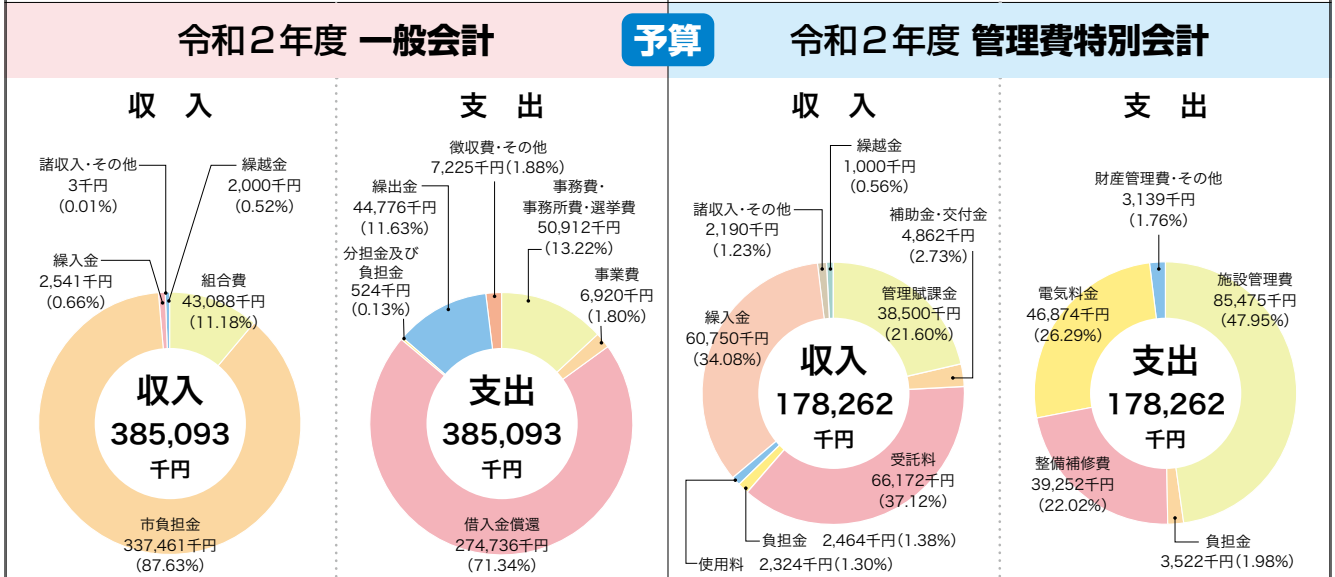 令和２年度 一般会計
予算
令和２年度 管理費特別会計
収　入
諸収入・その他
3千円
(0.01%)
繰越金
2,000千円
(0.52%)
繰入金
2,541千円
(0.66%)
組合費
43,088千円
(11.18%)
収入
385,093
千円
市負担金
337,461千円
(87.63%)
支　出
徴収費・その他
7,225千円(1.88%)
繰出金
44,776千円
(11.63%)
事務費・
事務所費・選挙費
50,912千円
(13.22%)
分担金及び
負担金
524千円
(0.13%)
事業費
6,920千円
(1.80%)
支出
385,093
千円
借入金償還
274,736千円
(71.34%)
収　入
繰越金
1,000千円
(0.56%)
諸収入・その他
2,190千円
(1.23%)
補助金・交付金
4,862千円
(2.73%)
管理賦課金
38,500千円
(21.60%)
繰入金
60,750千円
(34.08%)
収入
178,262
千円
受託料
66,172千円
(37.12%)
負担金　2,464千円(1.38%)
使用料　2,324千円(1.30%)
支　出
財産管理費・その他
3,139千円
(1.76%)
電気料金
46,874千円
(26.29%)
施設管理費
85,475千円
(47.95%)
支出
178,262
千円
整備補修費
39,252千円
(22.02%)
負担金
3,522千円(1.98%)